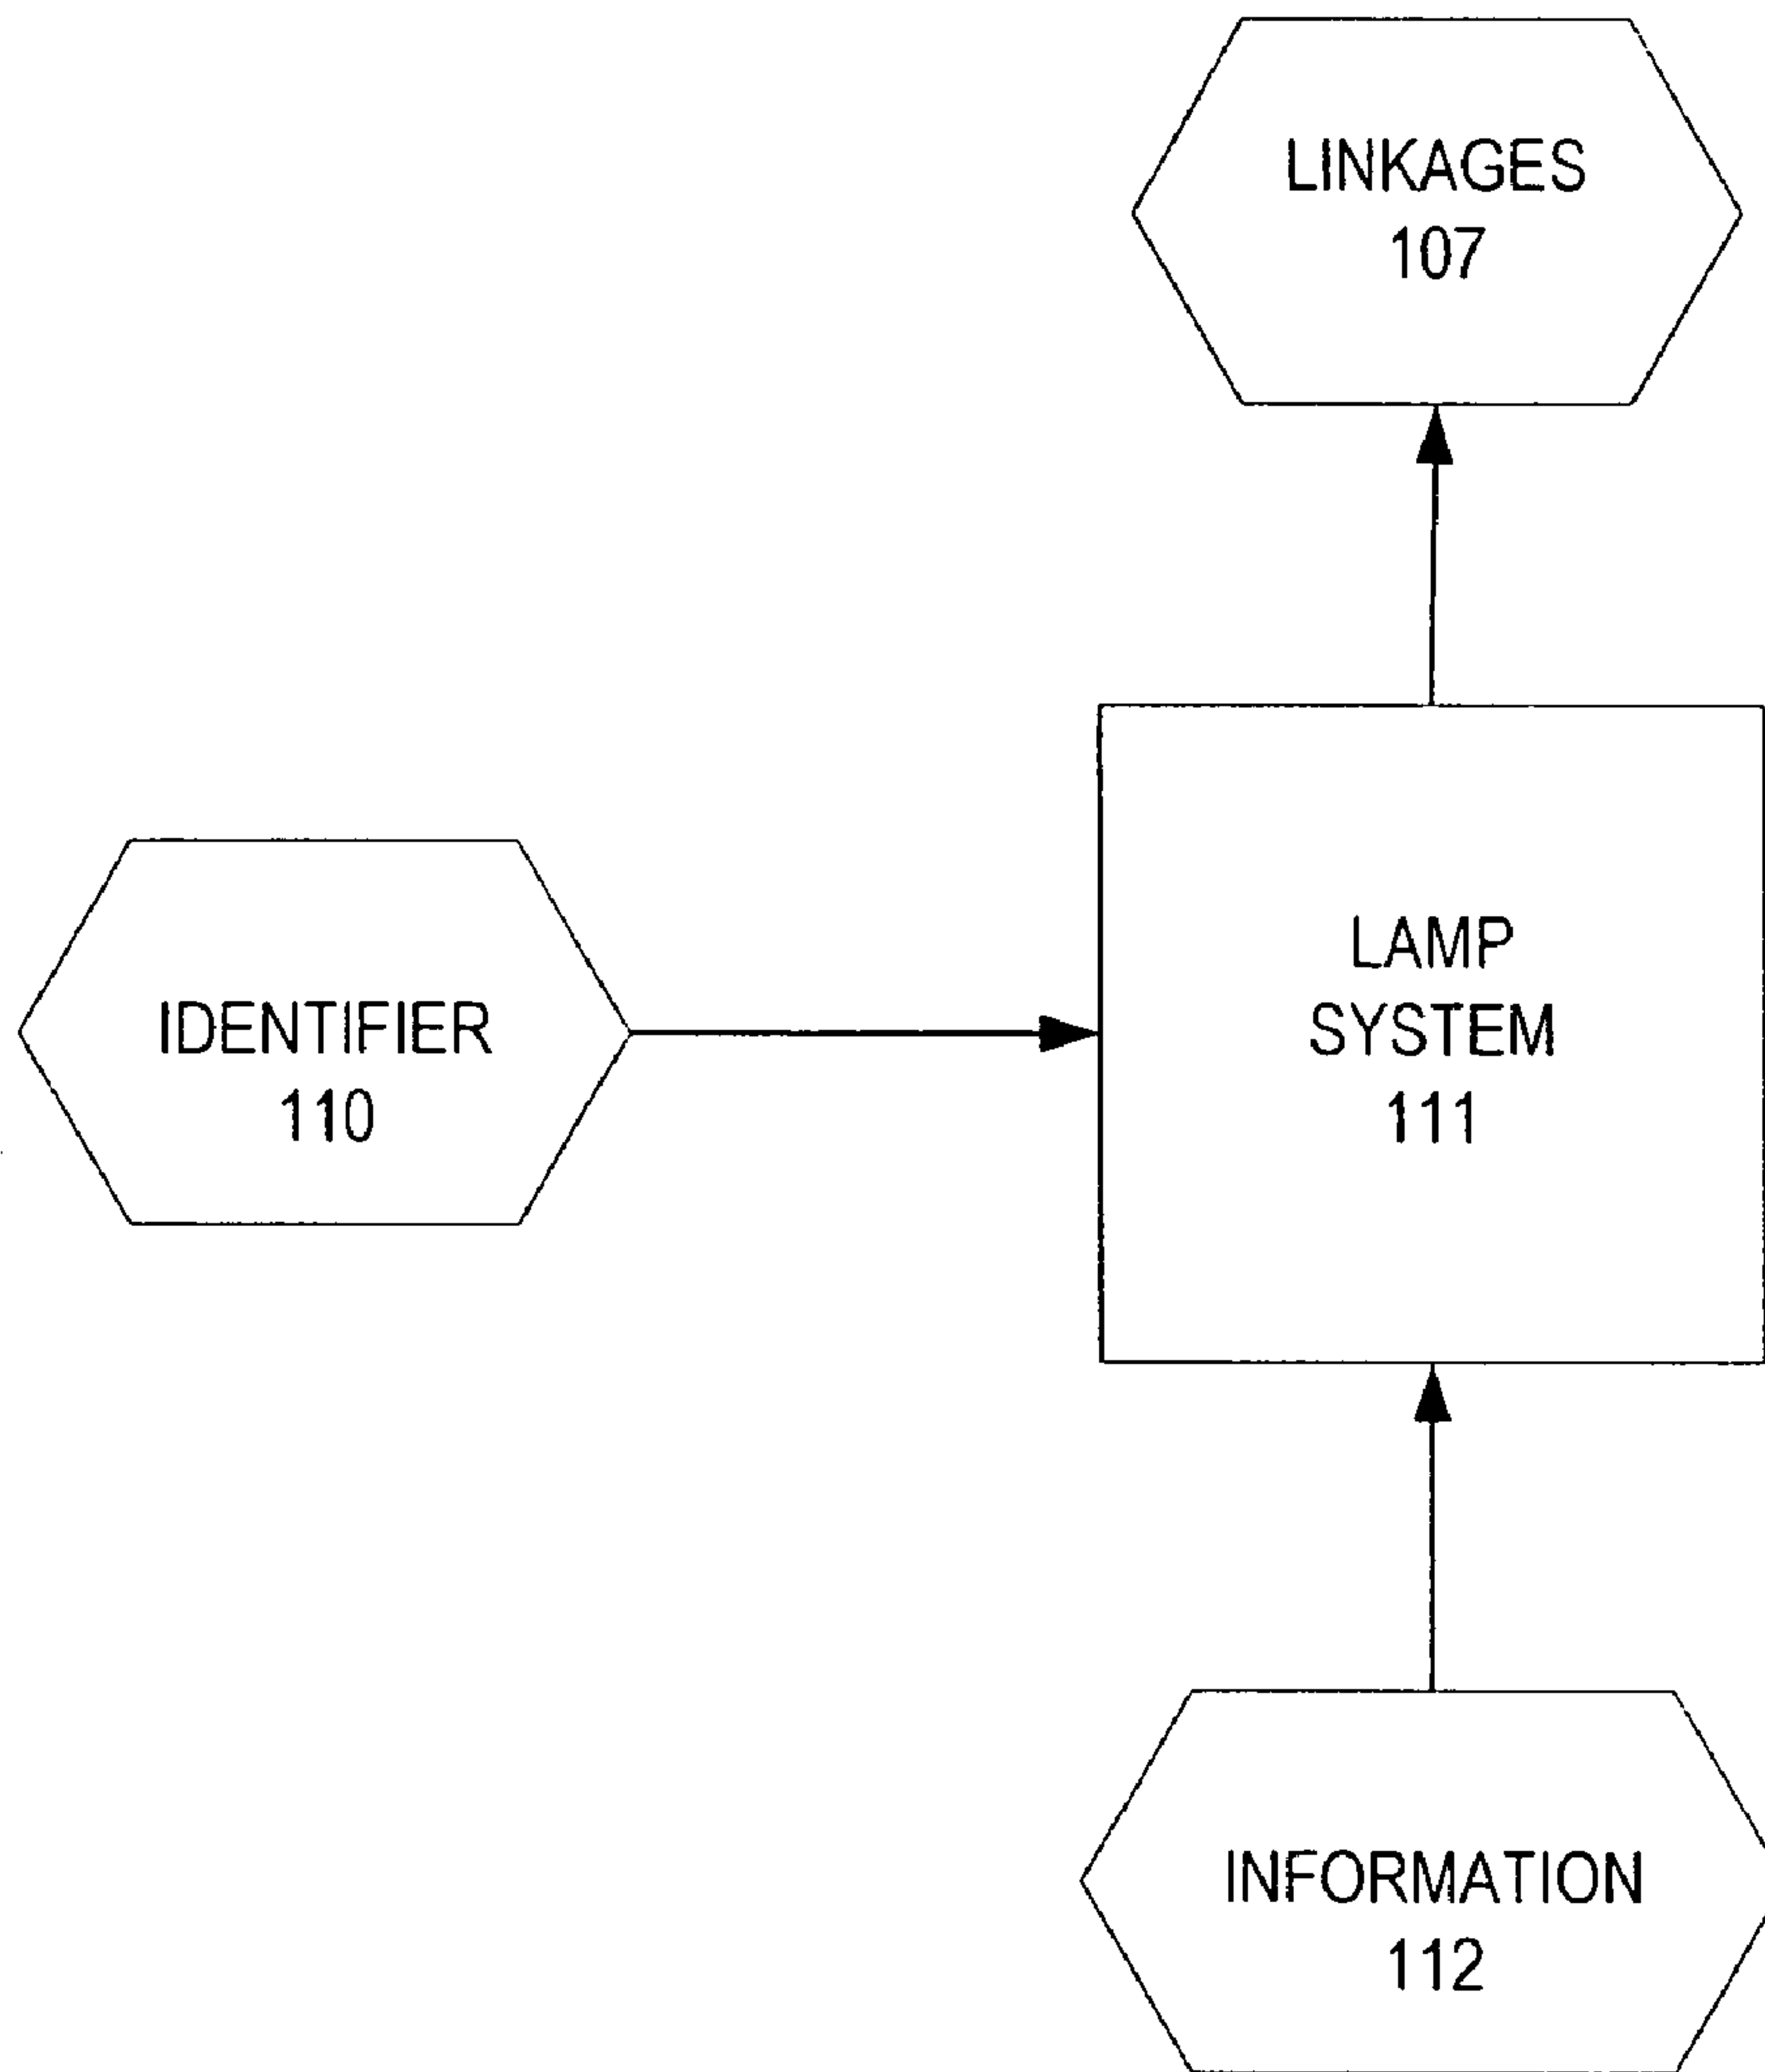 LINKAGES
107
IDENTIFIER
110
LAMP
SYSTEM
111
INFORMATION
112